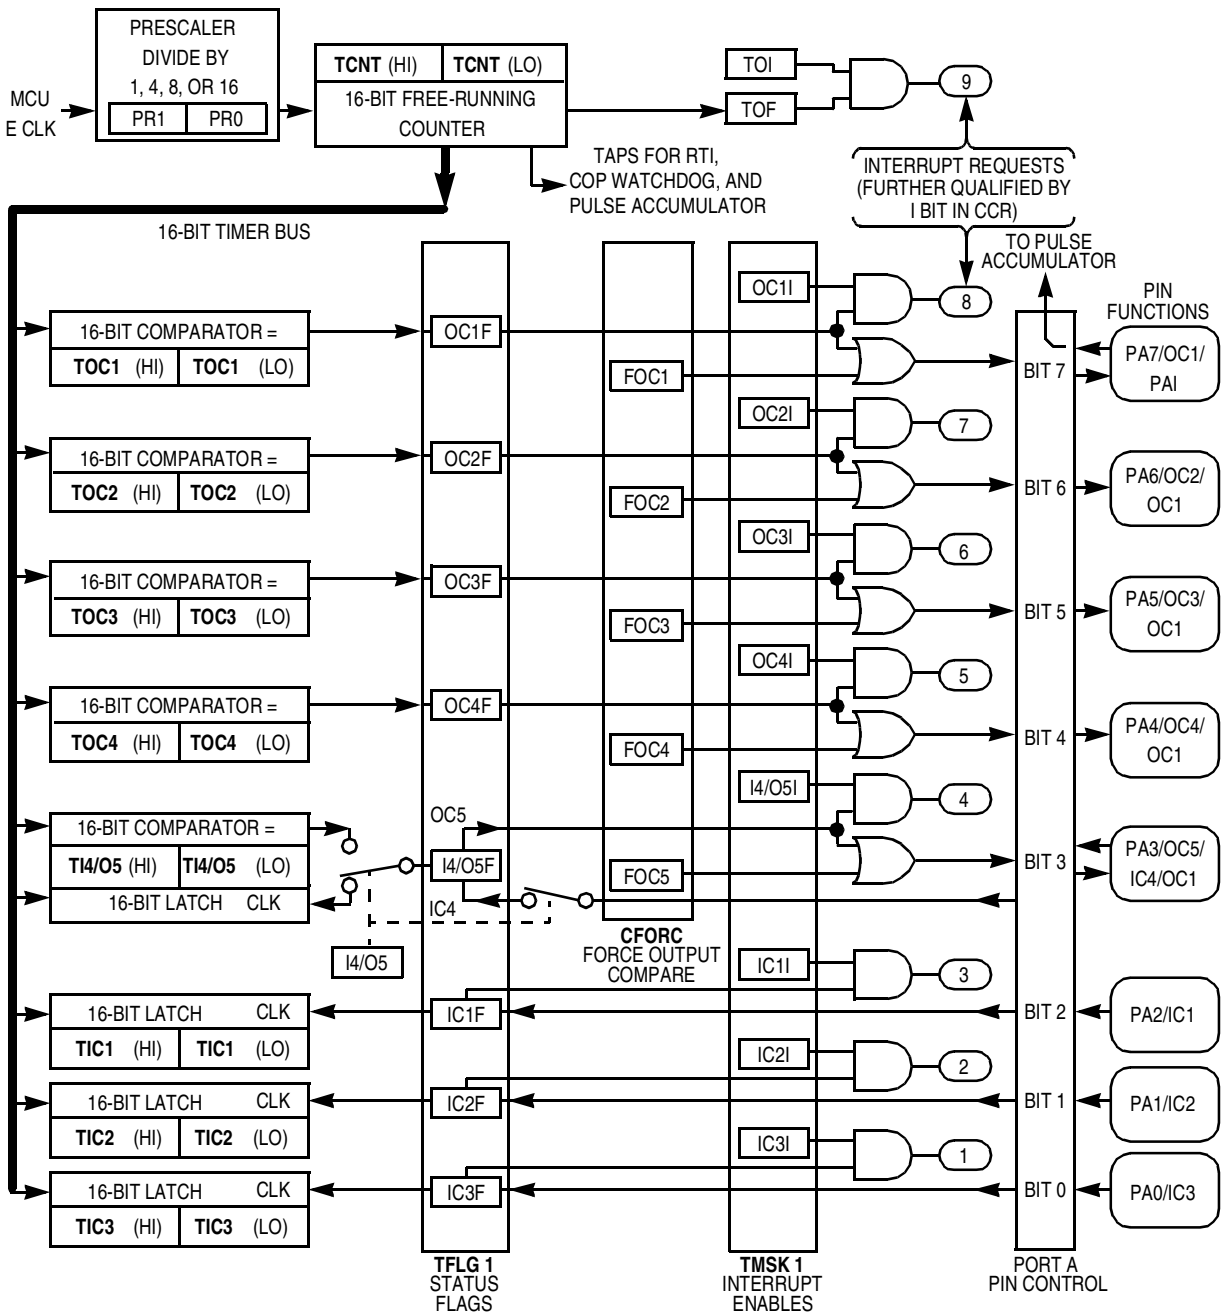 PRESCALER
DIVIDE BY
1, 4, 8, OR 16
PR1 PR0
MCU
E CLK
TCNT (HI) TCNT (LO)
16-BIT FREE-RUNNING
COUNTER
TOI
TOF
9
TAPS FOR RTI,
COP WATCHDOG, AND
PULSE ACCUMULATOR
INTERRUPT REQUESTS
(FURTHER QUALIFIED BY
I BIT IN CCR)
16-BIT TIMER BUS
TO PULSE
ACCUMULATOR
PIN
FUNCTIONS
OC1I
8
16-BIT COMPARATOR =
TOC1 (HI) TOC1 (LO)
OC1F
FOC1
BIT 7
PA7/OC1/
PAI
OC2I
7
16-BIT COMPARATOR =
TOC2 (HI) TOC2 (LO)
OC2F
FOC2
BIT 6
PA6/OC2/
OC1
OC3I
6
16-BIT COMPARATOR =
TOC3 (HI) TOC3 (LO)
OC3F
FOC3
BIT 5
PA5/OC3/
OC1
OC4I
5
16-BIT COMPARATOR =
TOC4 (HI) TOC4 (LO)
OC4F
FOC4
BIT 4
PA4/OC4/
OC1
I4/O5I
4
16-BIT COMPARATOR =
TI4/O5 (HI) TI4/O5 (LO)
16-BIT LATCH CLK
OC5
I4/O5F
IC4
FOC5
BIT 3
PA3/OC5/
IC4/OC1
I4/O5
CFORC
FORCE OUTPUT
COMPARE
IC1I
3
16-BIT LATCH CLK
TIC1 (HI) TIC1 (LO)
IC1F
BIT 2
PA2/IC1
IC2I
2
16-BIT LATCH CLK
TIC2 (HI) TIC2 (LO)
IC2F
BIT 1
PA1/IC2
IC3I
1
16-BIT LATCH CLK
TIC3 (HI) TIC3 (LO)
IC3F
BIT 0
PA0/IC3
TFLG 1
STATUS
FLAGS
TMSK 1
INTERRUPT
ENABLES
PORT A
PIN CONTROL